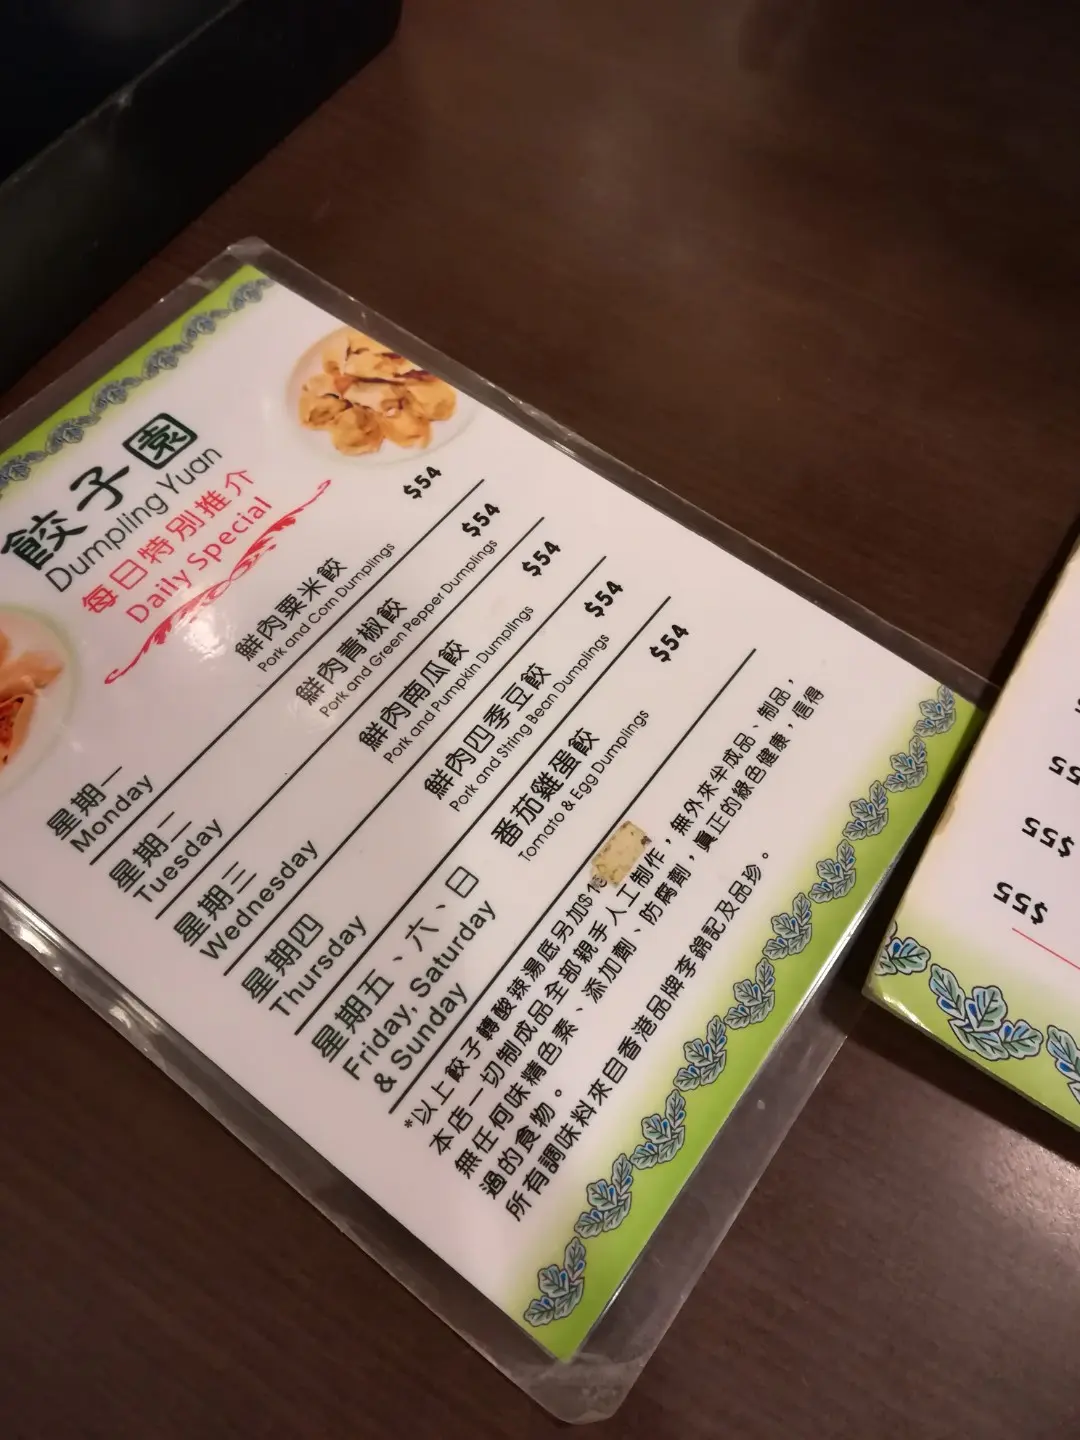 餃子園
Dumpling Yuan
每日特別推介
Daily Special
星期一 鮮肉粟米餃 $54
Monday Pork and Corn Dumplings
星期二 鮮肉青椒餃 $54
Tuesday Pork and Green Pepper Dumplings
星期三 鮮肉南瓜餃 $54
Wednesday Pork and Pumpkin Dumplings
星期四 鮮肉四季豆餃 $54
Thursday Pork and String Bean Dumplings
星期五、六、日 番茄雞蛋餃 $54
Friday, Saturday Tomato & Egg Dumplings
& Sunday
*以上餃子轉酸辣湯底另加
本店一切制成品全部親手人工制作，無外來半成品、制品，
無任何味精色素、添加劑、防腐劑，真正的綠色健康，信得
過的食物。
所有調味料來自香港品牌李錦記及品珍。
$55
$55